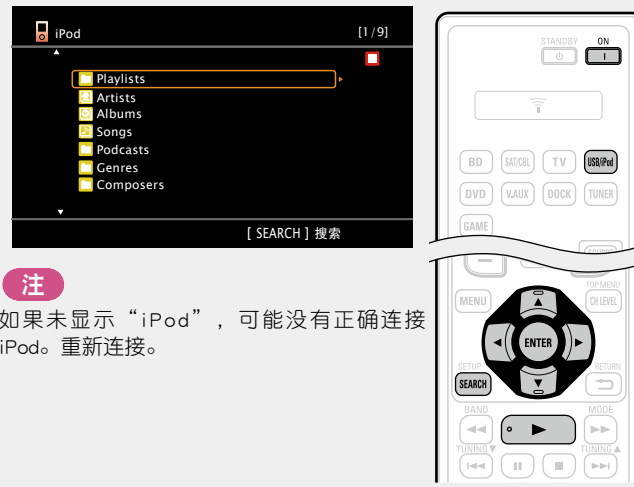 iPod [1/9]
Playlists
Artists
Albums
Songs
Podcasts
Genres
Composers
[ SEARCH ] 搜索
注
如果未显示“iPod”，可能没有正确连接
iPod。重新连接。
STANDBY ON
BD SAT/CBL TV USB/iPod
DVD V.AUX DOCK TUNER
GAME
SOURCE
TOP MENU
MENU CH LEVEL
ENTER
SETUP RETURN
SEARCH
BAND MODE
TUNING TUNING